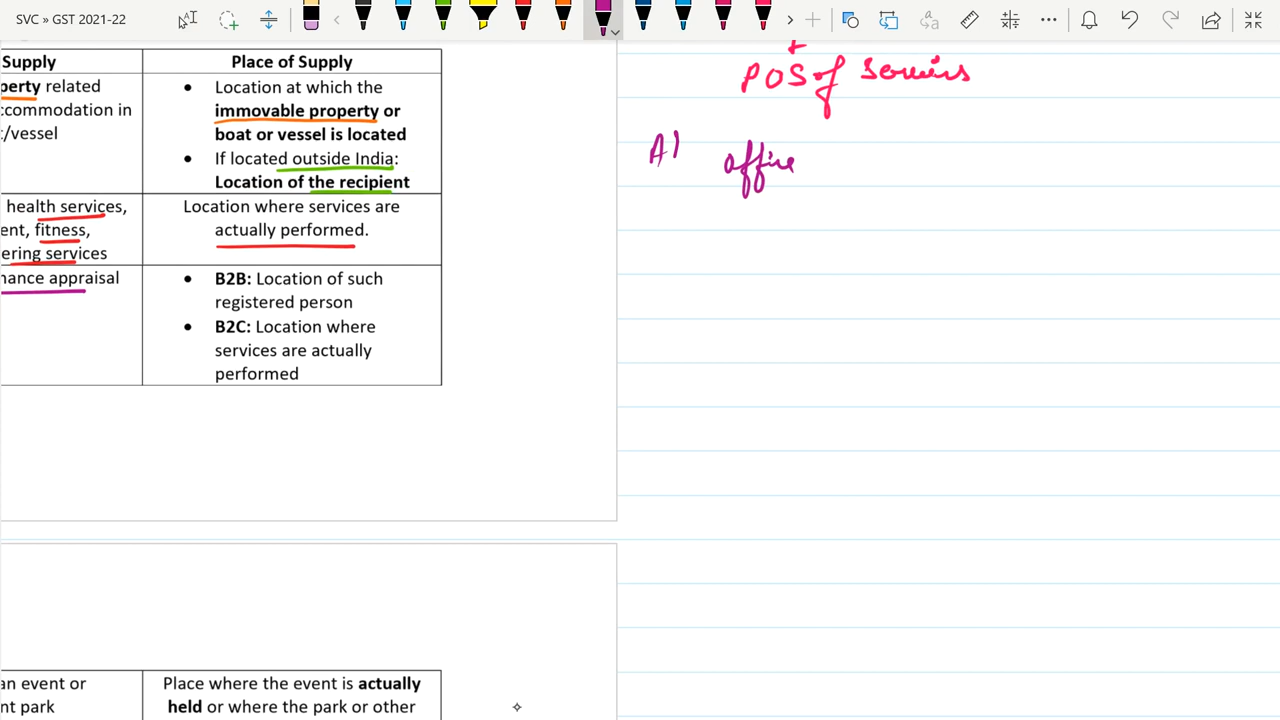 SVC » GST 2021-22
Supply
Place of Supply
perty related
ccommodation in
t/vessel
Location at which the
immovable property or
boat or vessel is located
If located outside India:
Location of the recipient
health services,
ent, fitness,
ering services
Location where services are
actually performed.
nance appraisal
B2B: Location of such
registered person
B2C: Location where
services are actually
performed
an event or
nt park
Place where the event is actually
held or where the park or other
POS of
A)